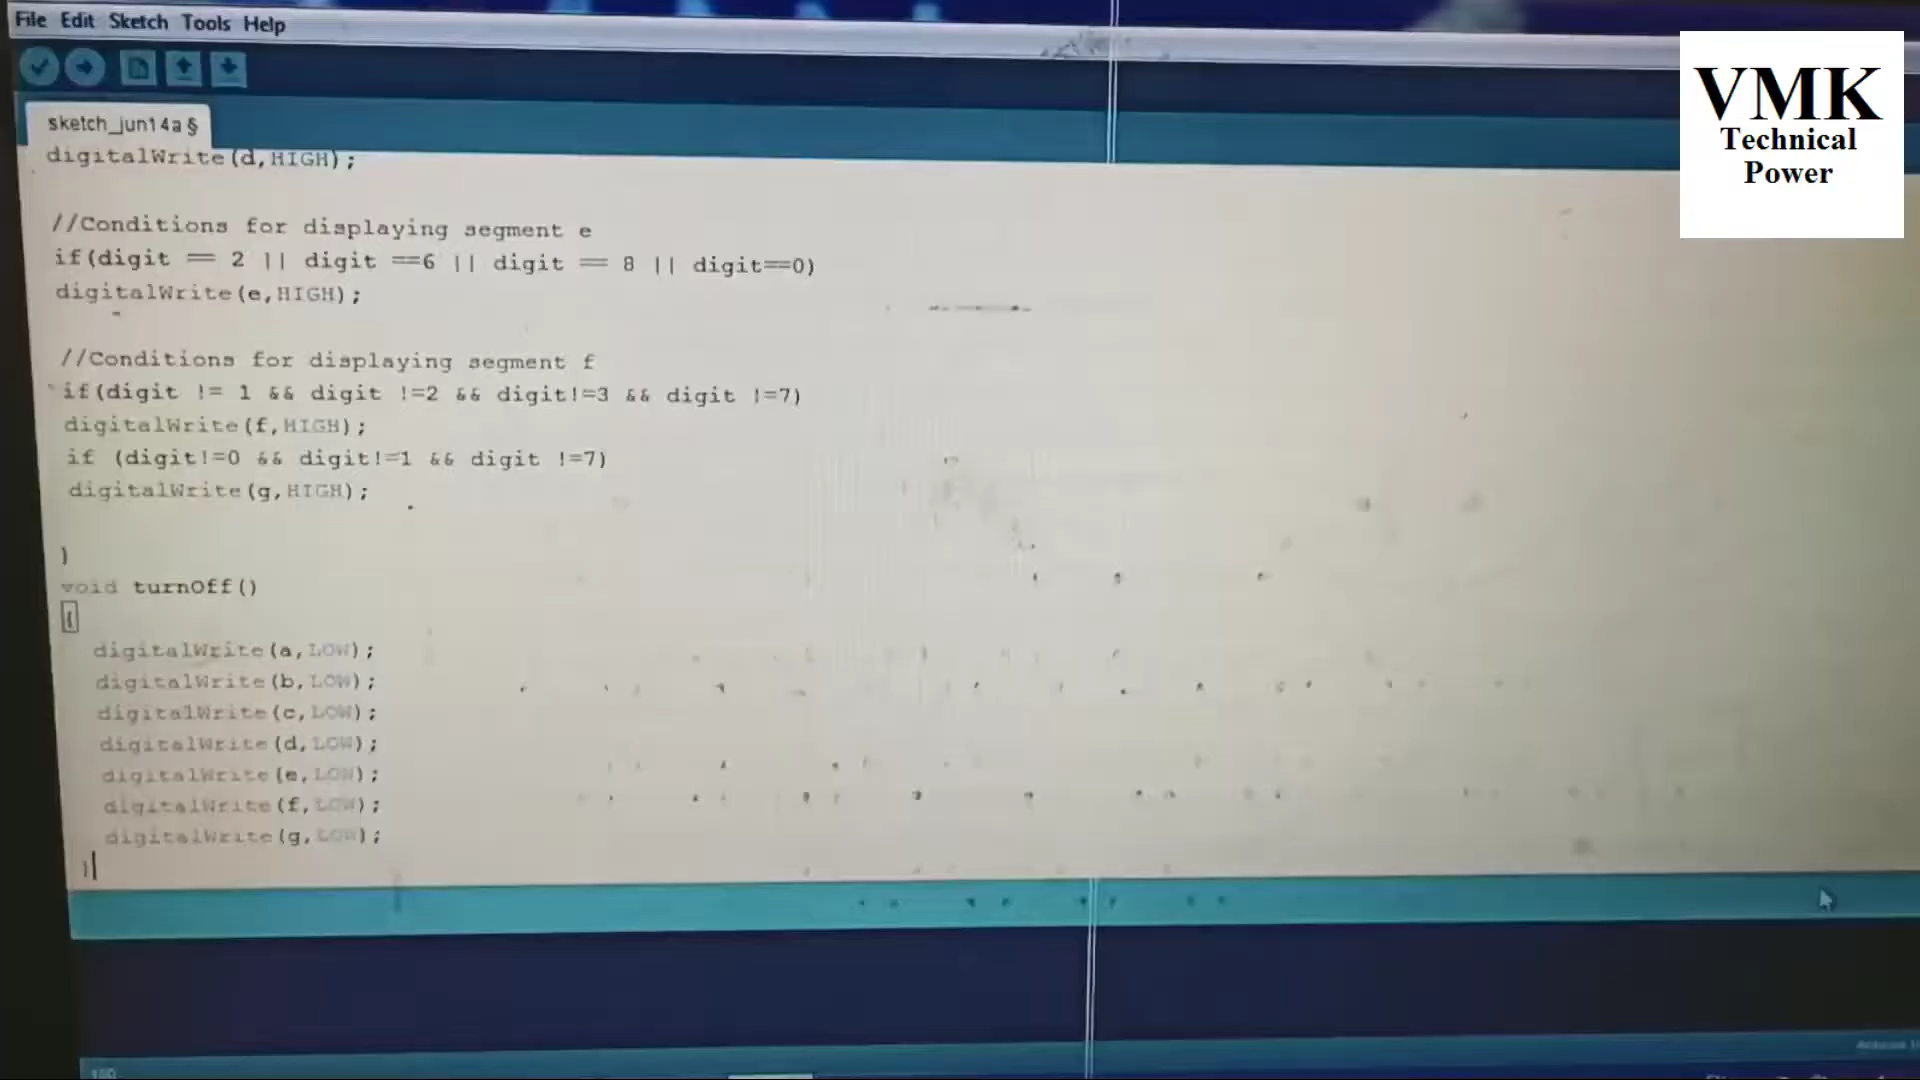 File Edit Sketch Tools Help
VMK
Technical
Power
sketch_jun14a §
digitalWrite(d,HIGH);
//Conditions for displaying segment e
if(digit == 2 || digit ==6 || digit == 8 || digit==0)
digitalWrite(e,HIGH);
//Conditions for displaying segment f
if(digit != 1 && digit !=2 && digit!=3 && digit !=7)
digitalWrite(f,HIGH);
if (digit!=0 && digit!=1 && digit !=7)
digitalWrite(g,HIGH);
}
void turnOff()
{
digitalWrite(a,LOW);
digitalWrite(b,LOW);
digitalWrite(c,LOW);
digitalWrite(d,LOW);
digitalWrite(e,LOW);
digitalWrite(f,LOW);
digitalWrite(g,LOW);
}